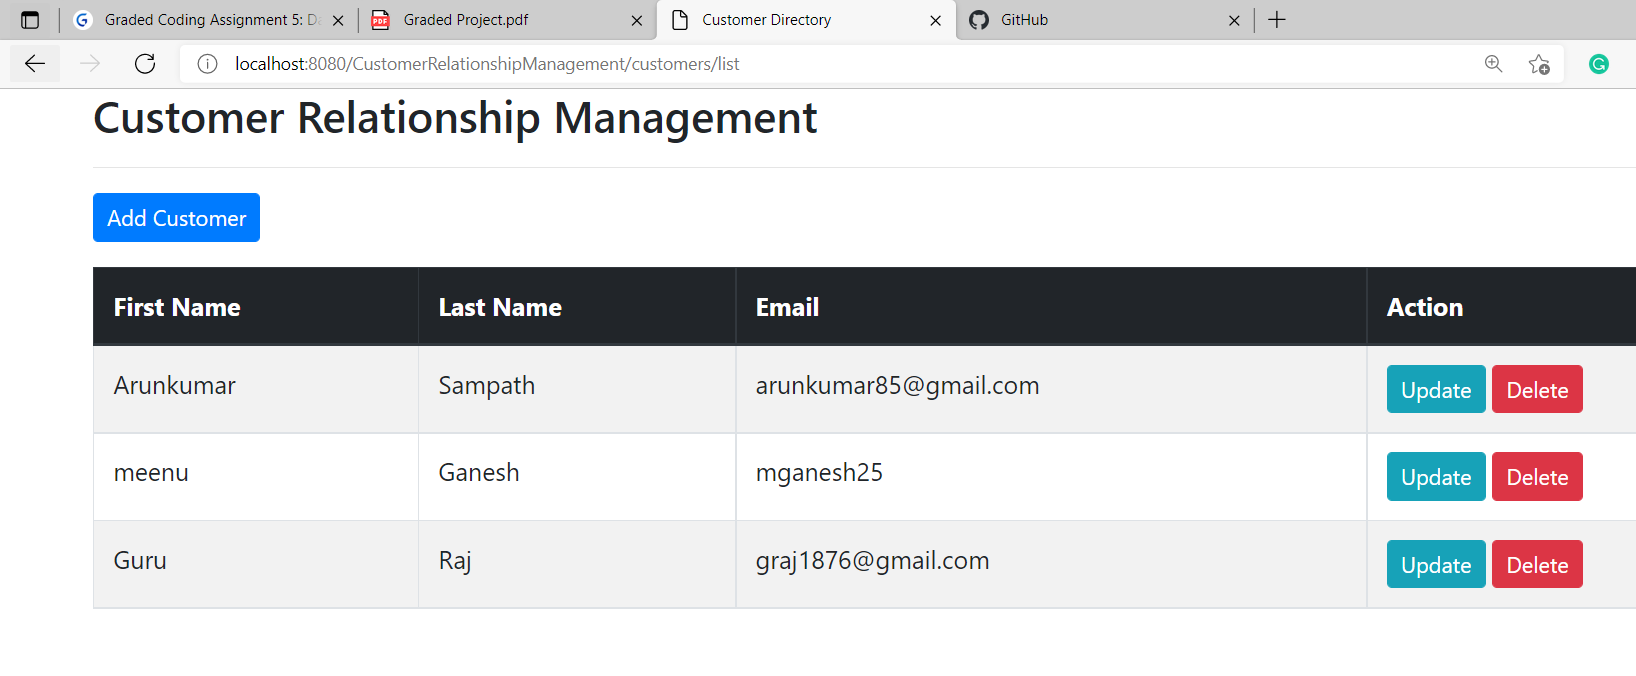 Graded Coding Assignment 5: Da
Graded Project.pdf
Customer Directory
GitHub
localhost:8080/CustomerRelationshipManagement/customers/list
Customer Relationship Management
Add Customer
First Name Last Name Email Action
Arunkumar Sampath arunkumar85@gmail.com Update Delete
meenu Ganesh mganesh25 Update Delete
Guru Raj graj1876@gmail.com Update Delete